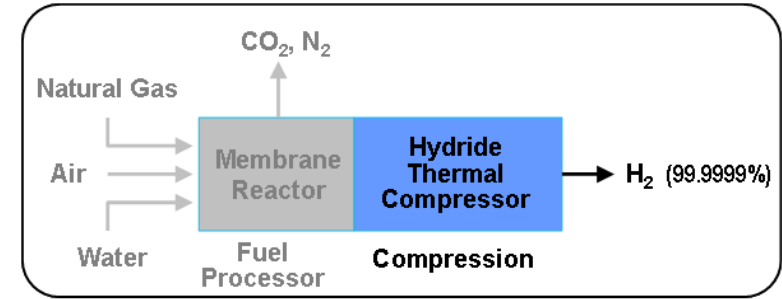 CO₂, N₂
Natural Gas
Air
Water
Membrane
Reactor
Hydride
Thermal
Compressor
H₂ (99.9999%)
Fuel
Processor
Compression